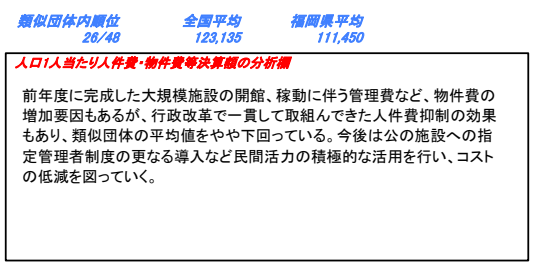 類似団体内順位 全国平均 福岡県平均
26/48 123,135 111,450
人口1人当たり人件費・物件費等決算額の分析欄
前年度に完成した大規模施設の開館、稼動に伴う管理費など、物件費の
増加要因もあるが、行政改革で一貫して取組んできた人件費抑制の効果
もあり、類似団体の平均値をやや下回っている。今後は公の施設への指
定管理者制度の更なる導入など民間活力の積極的な活用を行い、コスト
の低減を図っていく。